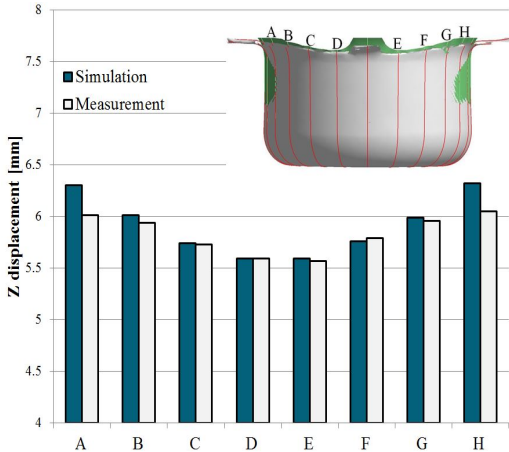 8
7.5
7
6.5
6
5.5
5
4.5
4
Z displacement [mm]
Simulation
Measurement
A B C D E F G H
A B C D E F G H